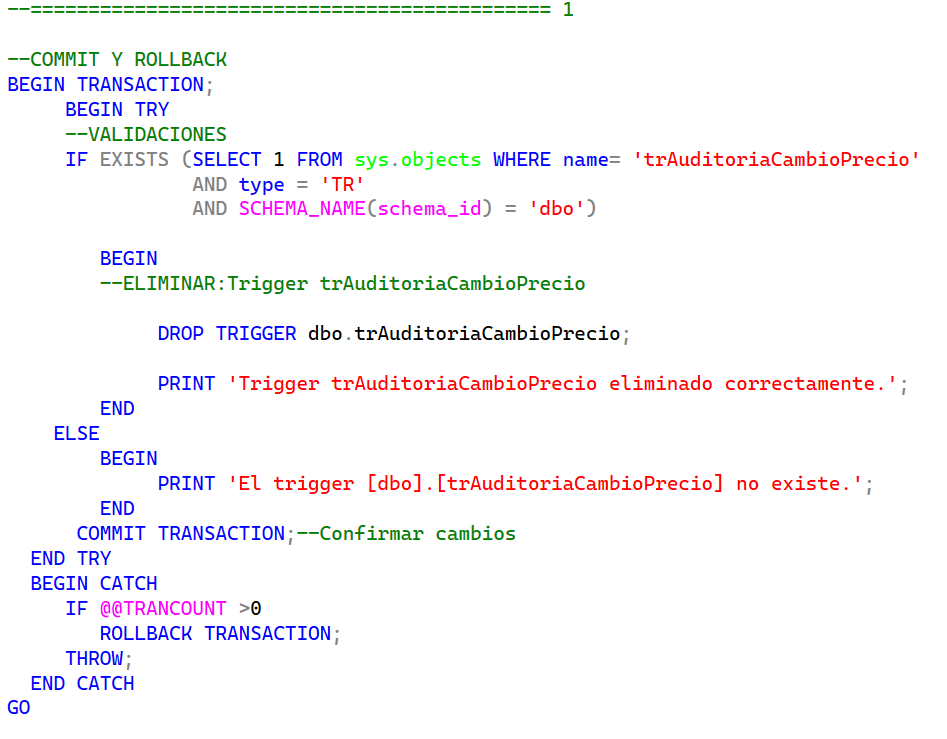 --============================================= 1
--COMMIT Y ROLLBACK
BEGIN TRANSACTION;
BEGIN TRY
--VALIDACIONES
IF EXISTS (SELECT 1 FROM sys.objects WHERE name= 'trAuditoriaCambioPrecio'
AND type = 'TR'
AND SCHEMA_NAME(schema_id) = 'dbo')
BEGIN
--ELIMINAR:Trigger trAuditoriaCambioPrecio
DROP TRIGGER dbo.trAuditoriaCambioPrecio;
PRINT 'Trigger trAuditoriaCambioPrecio eliminado correctamente.';
END
ELSE
BEGIN
PRINT 'El trigger [dbo].[trAuditoriaCambioPrecio] no existe.';
END
COMMIT TRANSACTION;--Confirmar cambios
END TRY
BEGIN CATCH
IF @@TRANCOUNT >0
ROLLBACK TRANSACTION;
THROW;
END CATCH
GO